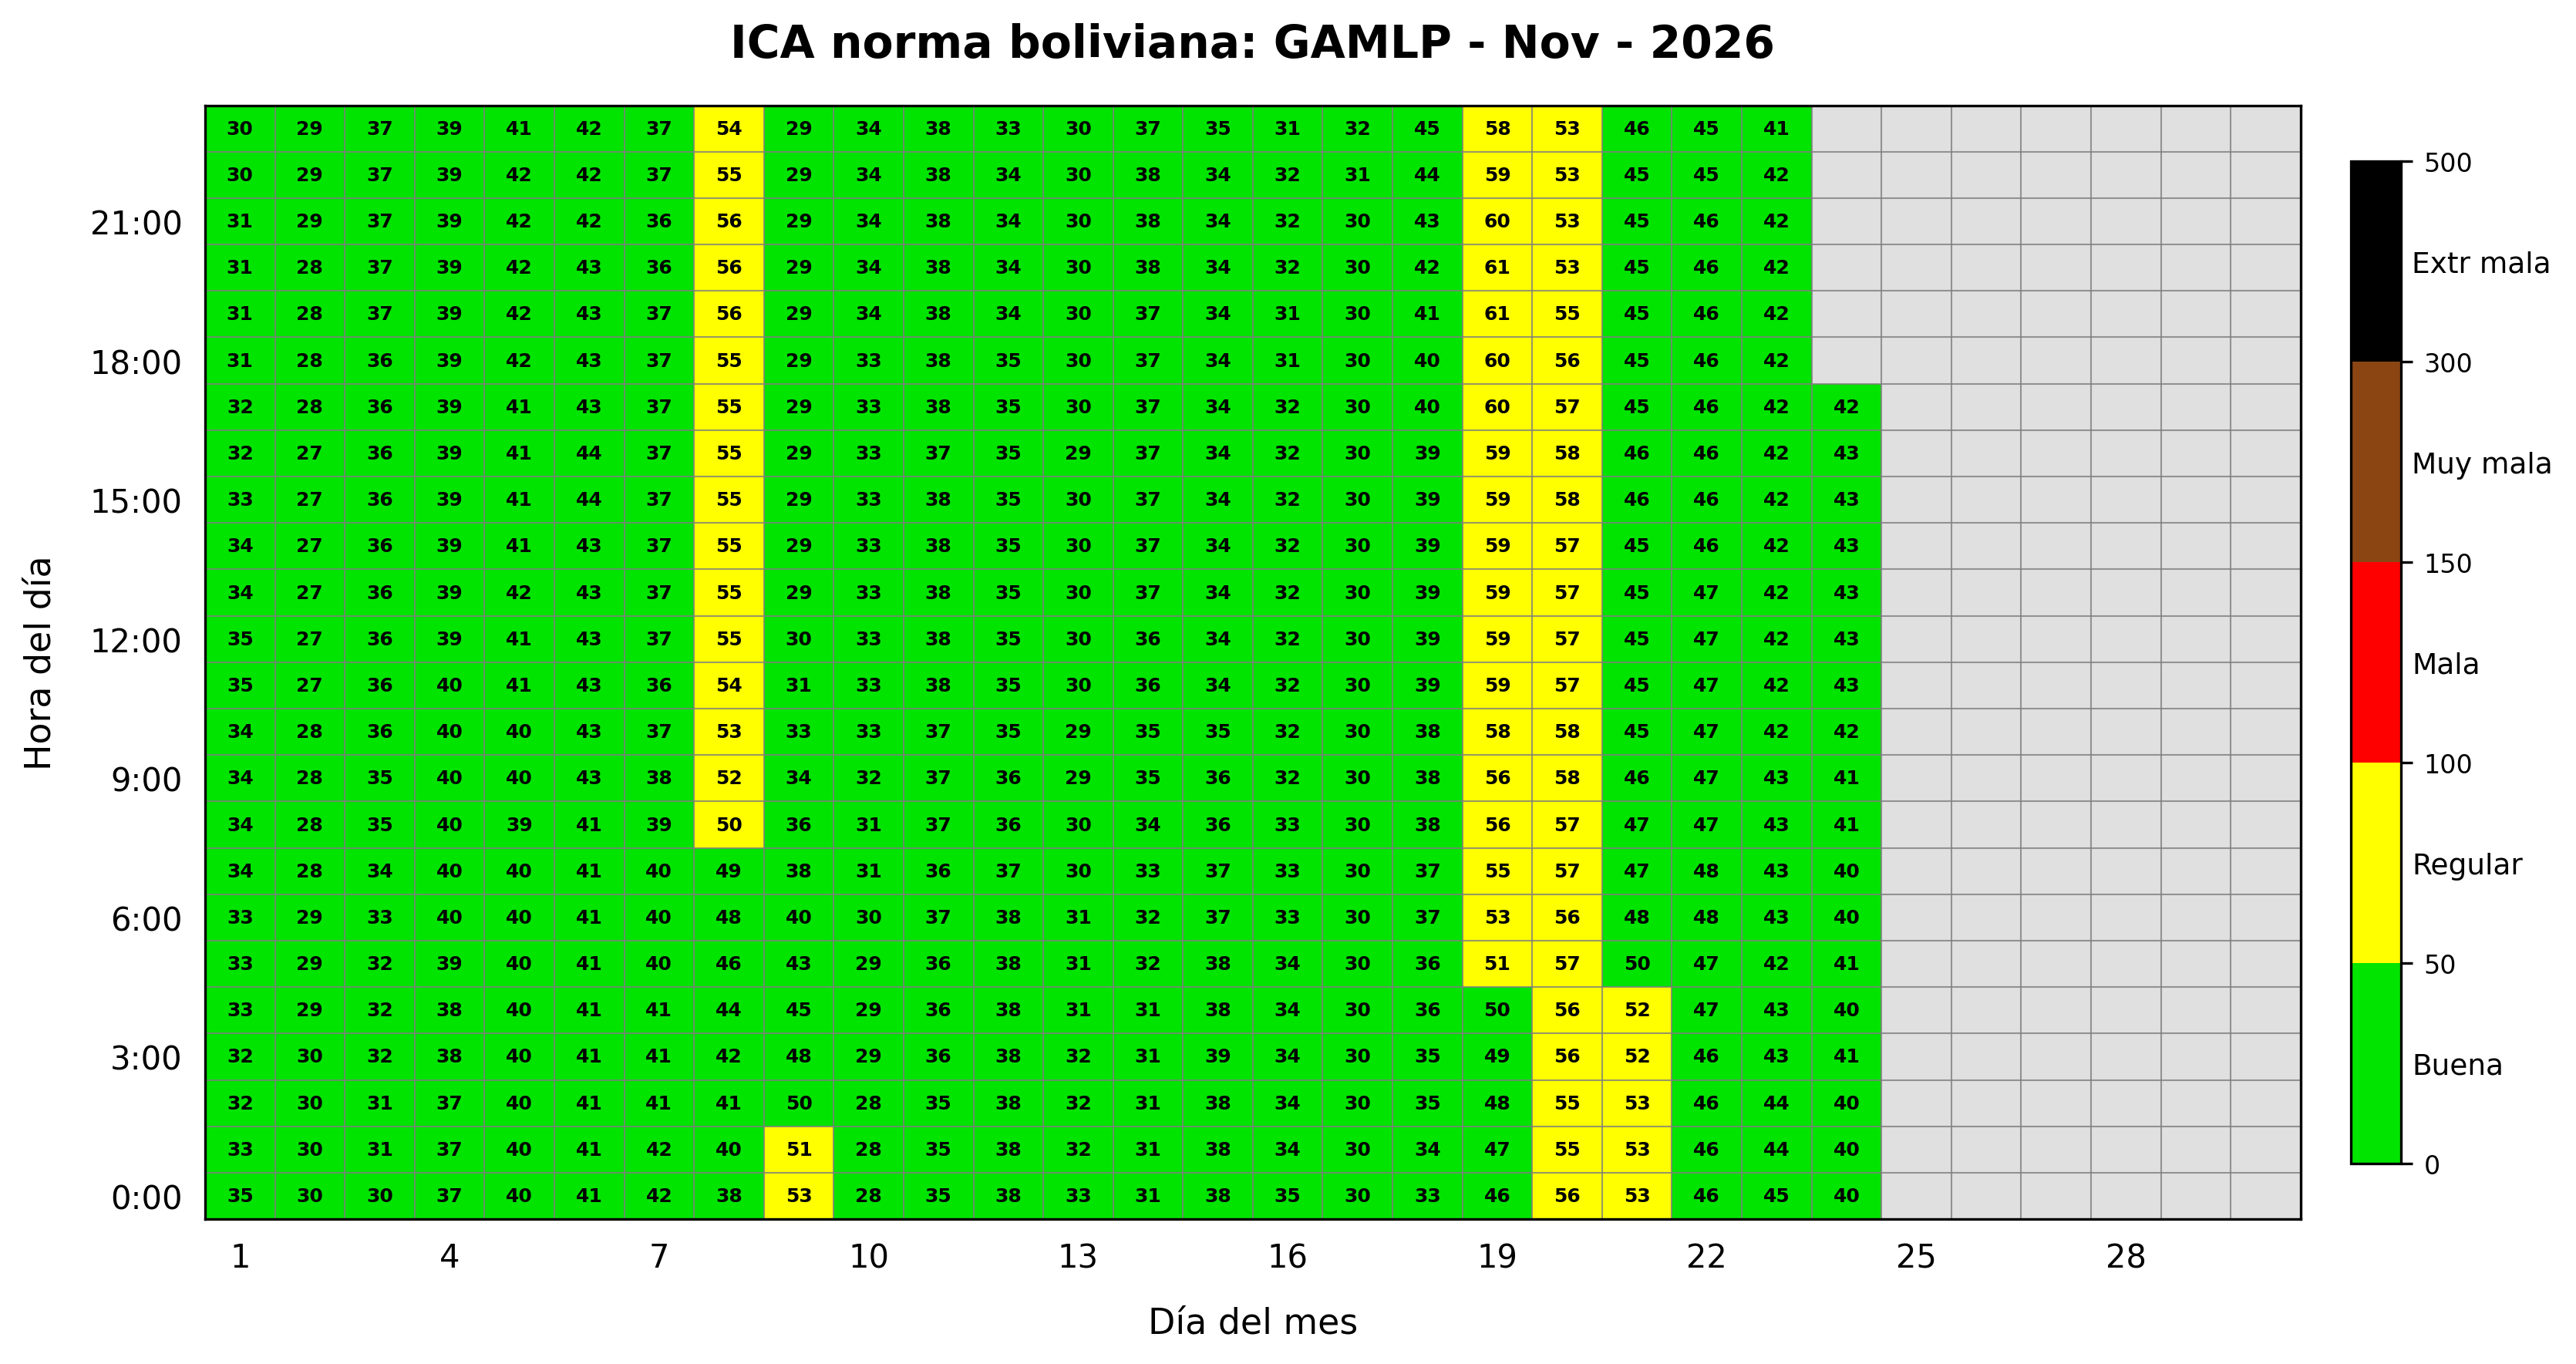 ICA norma boliviana: GAMLP - Nov - 2026
30 29 37 39 41 42 37 54 29 34 38 33 30 37 35 31 32 45 58 53 46 45 41
30 29 37 39 42 42 37 55 29 34 38 34 30 38 34 32 31 44 59 53 45 45 42
21:00 31 29 37 39 42 42 36 56 29 34 38 34 30 38 34 32 30 43 60 53 45 46 42
31 28 37 39 42 43 36 56 29 34 38 34 30 38 34 32 30 42 61 53 45 46 42
31 28 37 39 42 43 37 56 29 34 38 34 30 37 34 31 30 41 61 55 45 46 42
18:00 31 28 36 39 42 43 37 55 29 33 38 35 30 37 34 31 30 40 60 56 45 46 42
32 28 36 39 41 43 37 55 29 33 38 35 30 37 34 32 30 40 60 57 45 46 42 42
32 27 36 39 41 44 37 55 29 33 37 35 29 37 34 32 30 39 59 58 46 46 42 43
15:00 33 27 36 39 41 44 37 55 29 33 38 35 30 37 34 32 30 39 59 58 46 46 42 43
34 27 36 39 41 43 37 55 29 33 38 35 30 37 34 32 30 39 59 57 45 46 42 43
34 27 36 39 42 43 37 55 29 33 38 35 30 37 34 32 30 39 59 57 45 47 42 43
12:00 35 27 36 39 41 43 37 55 30 33 38 35 30 36 34 32 30 39 59 57 45 47 42 43
35 27 36 40 41 43 36 54 31 33 38 35 30 36 34 32 30 39 59 57 45 47 42 43
34 28 36 40 40 43 37 53 33 33 37 35 29 35 35 32 30 38 58 58 45 47 42 42
9:00 34 28 35 40 40 43 38 52 34 32 37 36 29 35 36 32 30 38 56 58 46 47 43 41
34 28 35 40 39 41 39 50 36 31 37 36 30 34 36 33 30 38 56 57 47 47 43 41
34 28 34 40 40 41 40 49 38 31 36 37 30 33 37 33 30 37 55 57 47 48 43 40
6:00 33 29 33 40 40 41 40 48 40 30 37 38 31 32 37 33 30 37 53 56 48 48 43 40
33 29 32 39 40 41 40 46 43 29 36 38 31 32 38 34 30 36 51 57 50 47 42 41
33 29 32 38 40 41 41 44 45 29 36 38 31 31 38 34 30 36 50 56 52 47 43 40
3:00 32 30 32 38 40 41 41 42 48 29 36 38 32 31 39 34 30 35 49 56 52 46 43 41
32 30 31 37 40 41 41 41 50 28 35 38 32 31 38 34 30 35 48 55 53 46 44 40
33 30 31 37 40 41 42 40 51 28 35 38 32 31 38 34 30 34 47 55 53 46 44 40
0:00 35 30 30 37 40 41 42 38 53 28 35 38 33 31 38 35 30 33 46 56 53 46 45 40
1 4 7 10 13 16 19 22 25 28
Día del mes
Hora del día
500
Extr mala
300
Muy mala
150
Mala
100
Regular
50
Buena
0